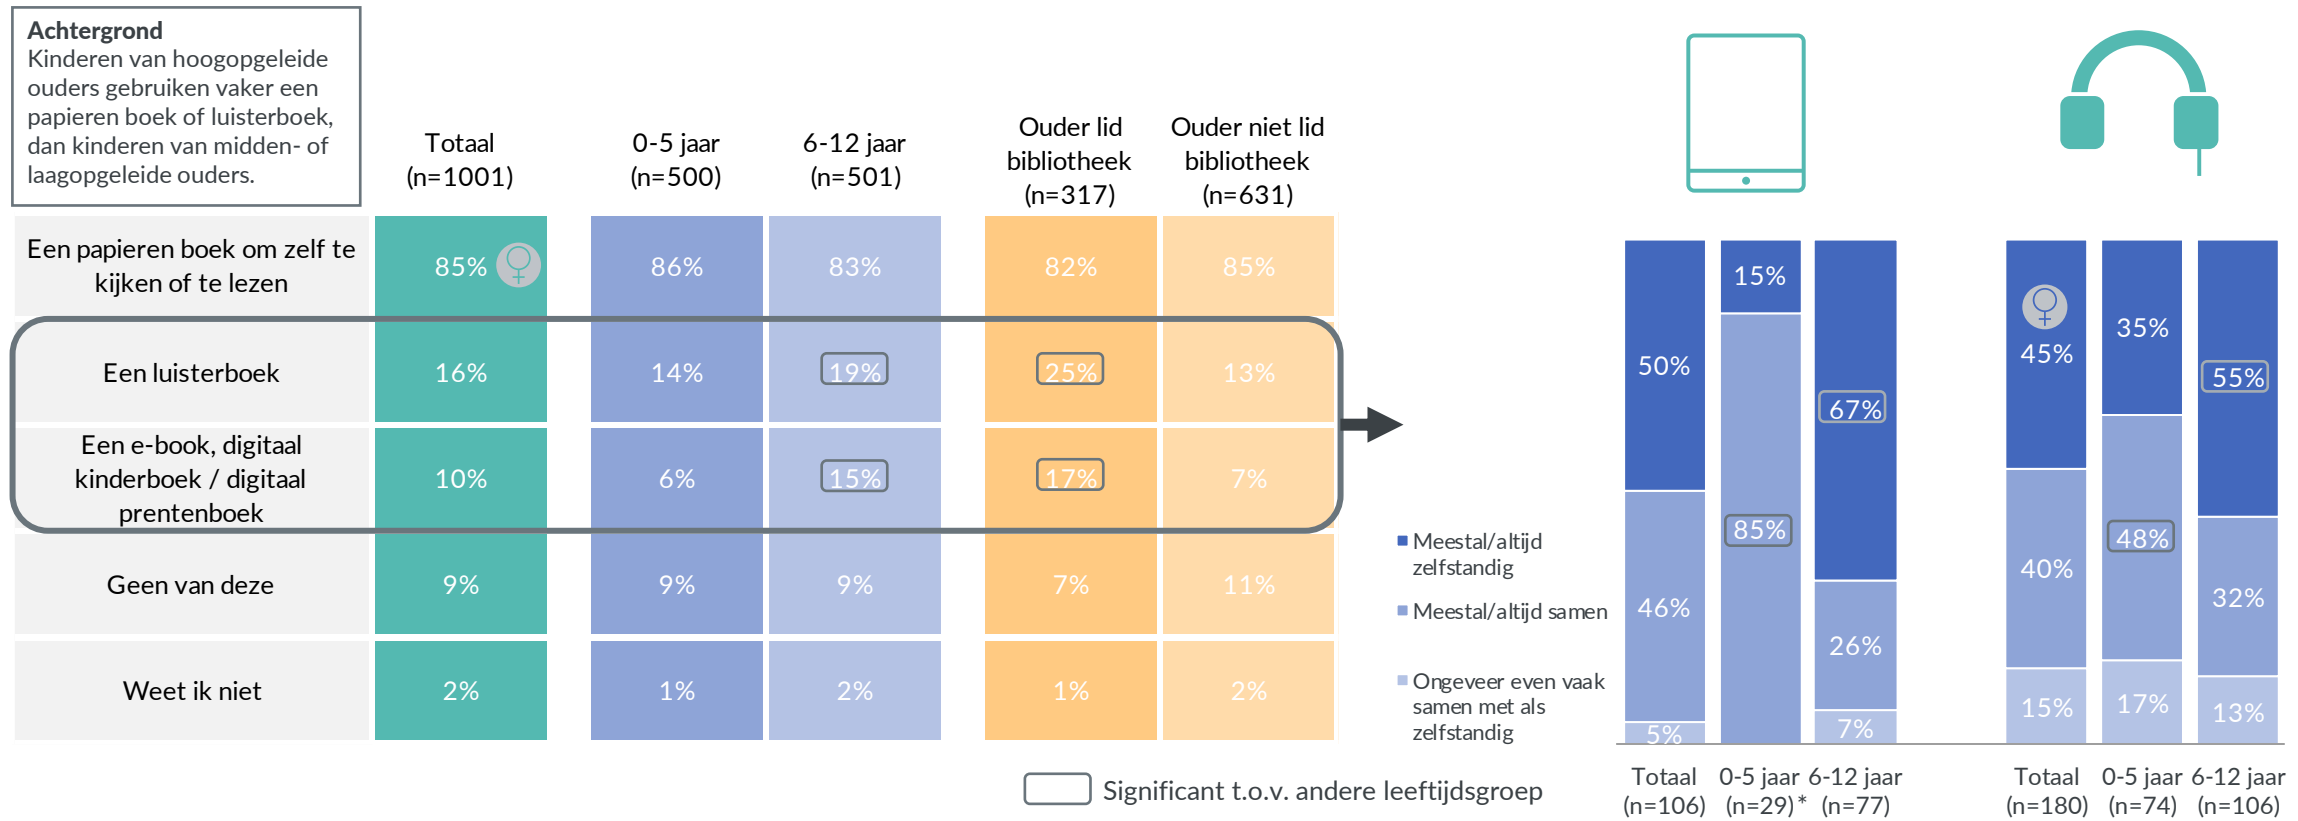 Achtergrond
Kinderen van hoogopgeleide
ouders gebruiken vaker een
papieren boek of luisterboek,
dan kinderen van midden- of
laagopgeleide ouders.
Totaal
(n=1001)
0-5 jaar
(n=500)
6-12 jaar
(n=501)
Ouder lid
bibliotheek
(n=317)
Ouder niet lid
bibliotheek
(n=631)
Een papieren boek om zelf te
kijken of te lezen
85% 86% 83% 82% 85%
Een luisterboek
16% 14% 19% 25% 13%
Een e-book, digitaal
kinderboek / digitaal
prentenboek
10% 6% 15% 17% 7%
Geen van deze
9% 9% 9% 7% 11%
Weet ik niet
2% 1% 2% 1% 2%
Significant t.o.v. andere leeftijdsgroep
Meestal/altijd
zelfstandig
Meestal/altijd samen
Ongeveer even vaak
samen met als
zelfstandig
50%
46%
5%
15%
85%
67%
26%
7%
Totaal
(n=106)
0-5 jaar
(n=29)*
6-12 jaar
(n=77)
45%
40%
15%
35%
48%
17%
55%
32%
13%
Totaal
(n=180)
0-5 jaar
(n=74)
6-12 jaar
(n=106)